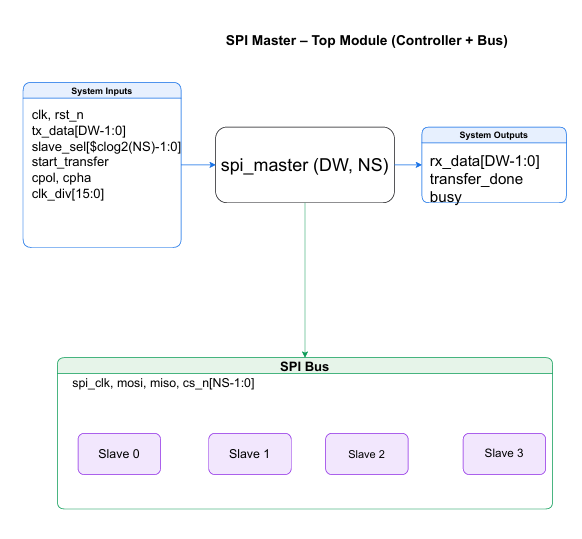 SPI Master – Top Module (Controller + Bus)
System Inputs
clk, rst_n
tx_data[DW-1:0]
slave_sel[$clog2(NS)-1:0]
start_transfer
cpol, cpha
clk_div[15:0]
spi_master (DW, NS)
System Outputs
rx_data[DW-1:0]
transfer_done
busy
SPI Bus
spi_clk, mosi, miso, cs_n[NS-1:0]
Slave 0
Slave 1
Slave 2
Slave 3